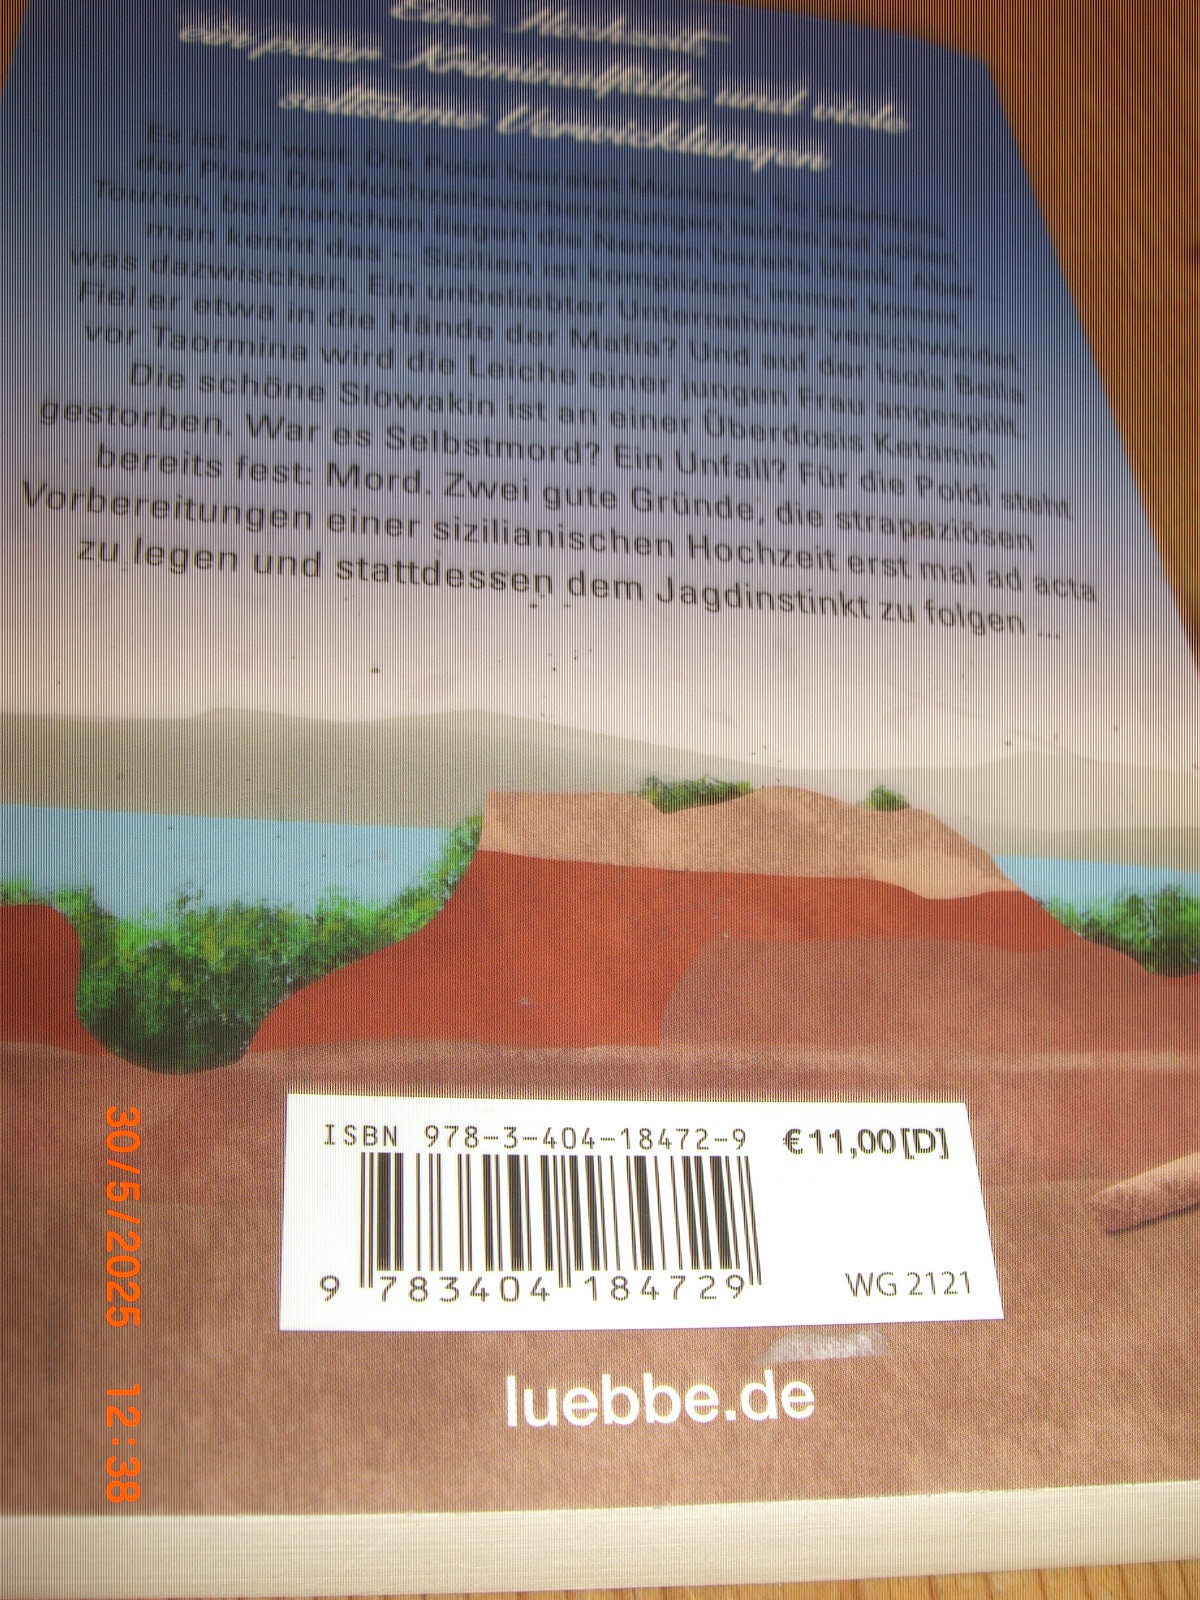 Eine Hochzeit,
ein paar Kriminalfälle und viele
seltsame Verwicklungen
Es ist so weit: Die Poldi heiratet Montana. So jedenfalls
der Plan. Die Hochzeitsvorbereitungen laufen auf vollen
Touren, bei manchen liegen die Nerven bereits blank. Aber
man kennt das – Sizilien ist kompliziert, immer kommt
was dazwischen. Ein unbeliebter Unternehmer verschwindet.
Fiel er etwa in die Hände der Mafia? Und auf der Isola Bella
vor Taormina wird die Leiche einer jungen Frau angespült.
Die schöne Slowakin ist an einer Überdosis Ketamin
gestorben. War es Selbstmord? Ein Unfall? Für die Poldi steht
bereits fest: Mord. Zwei gute Gründe, die strapaziösen
Vorbereitungen einer sizilianischen Hochzeit erst mal ad acta
zu legen und stattdessen dem Jagdinstinkt zu folgen ...
ISBN 978-3-404-18472-9 €11,00[D]
9 783404 184729
WG 2121
luebbe.de
30/5/2025 12:38